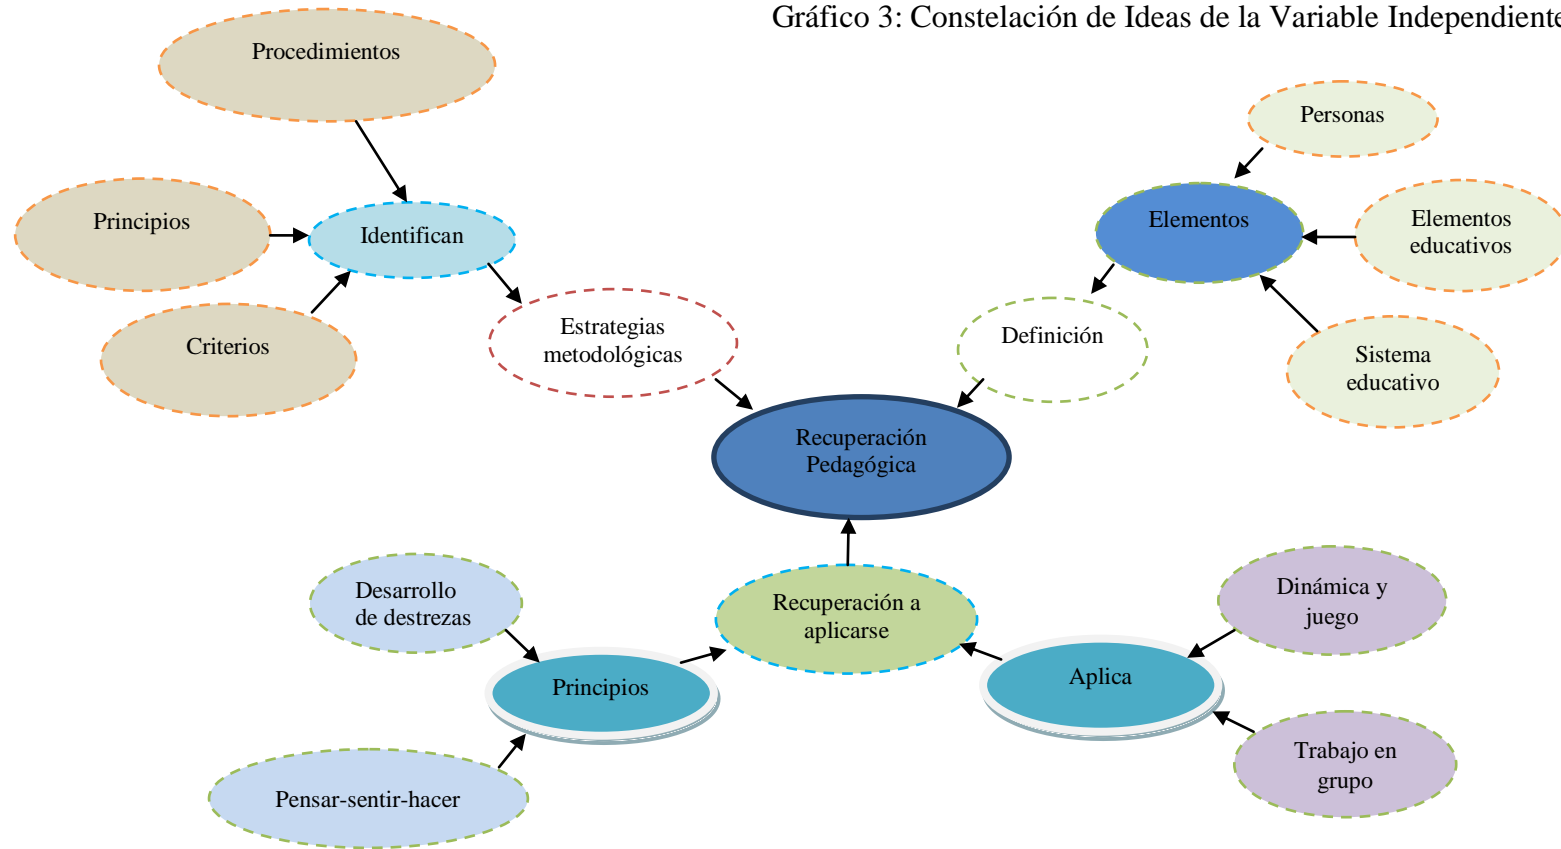 Gráfico 3: Constelación de Ideas de la Variable Independiente
Procedimientos
Personas
Principios
Identifican
Elementos
Elementos
educativos
Criterios
Estrategias
metodológicas
Definición
Sistema
educativo
Recuperación
Pedagógica
Desarrollo
de destrezas
Recuperación a
aplicarse
Dinámica y
juego
Principios
Aplica
Pensar-sentir-hacer
Trabajo en
grupo